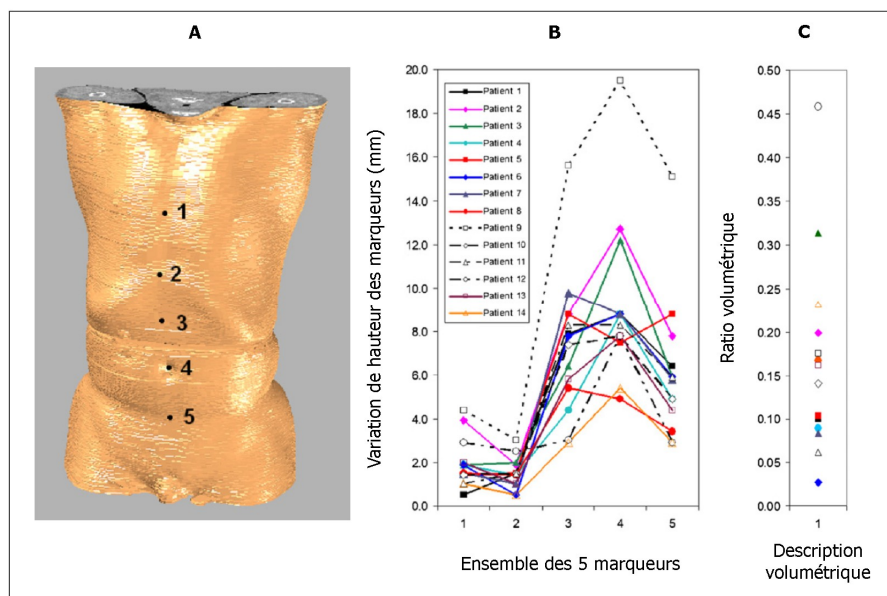 A
1
2
3
4
5
B
Variation de hauteur des marqueurs (mm)
20.0
18.0
16.0
14.0
12.0
10.0
8.0
6.0
4.0
2.0
0.0
Patient 1
Patient 2
Patient 3
Patient 4
Patient 5
Patient 6
Patient 7
Patient 8
Patient 9
Patient 10
Patient 11
Patient 12
Patient 13
Patient 14
1 2 3 4 5
Ensemble des 5 marqueurs
C
Ratio volumétrique
0.50
0.45
0.40
0.35
0.30
0.25
0.20
0.15
0.10
0.05
0.00
1
Description
volumétrique